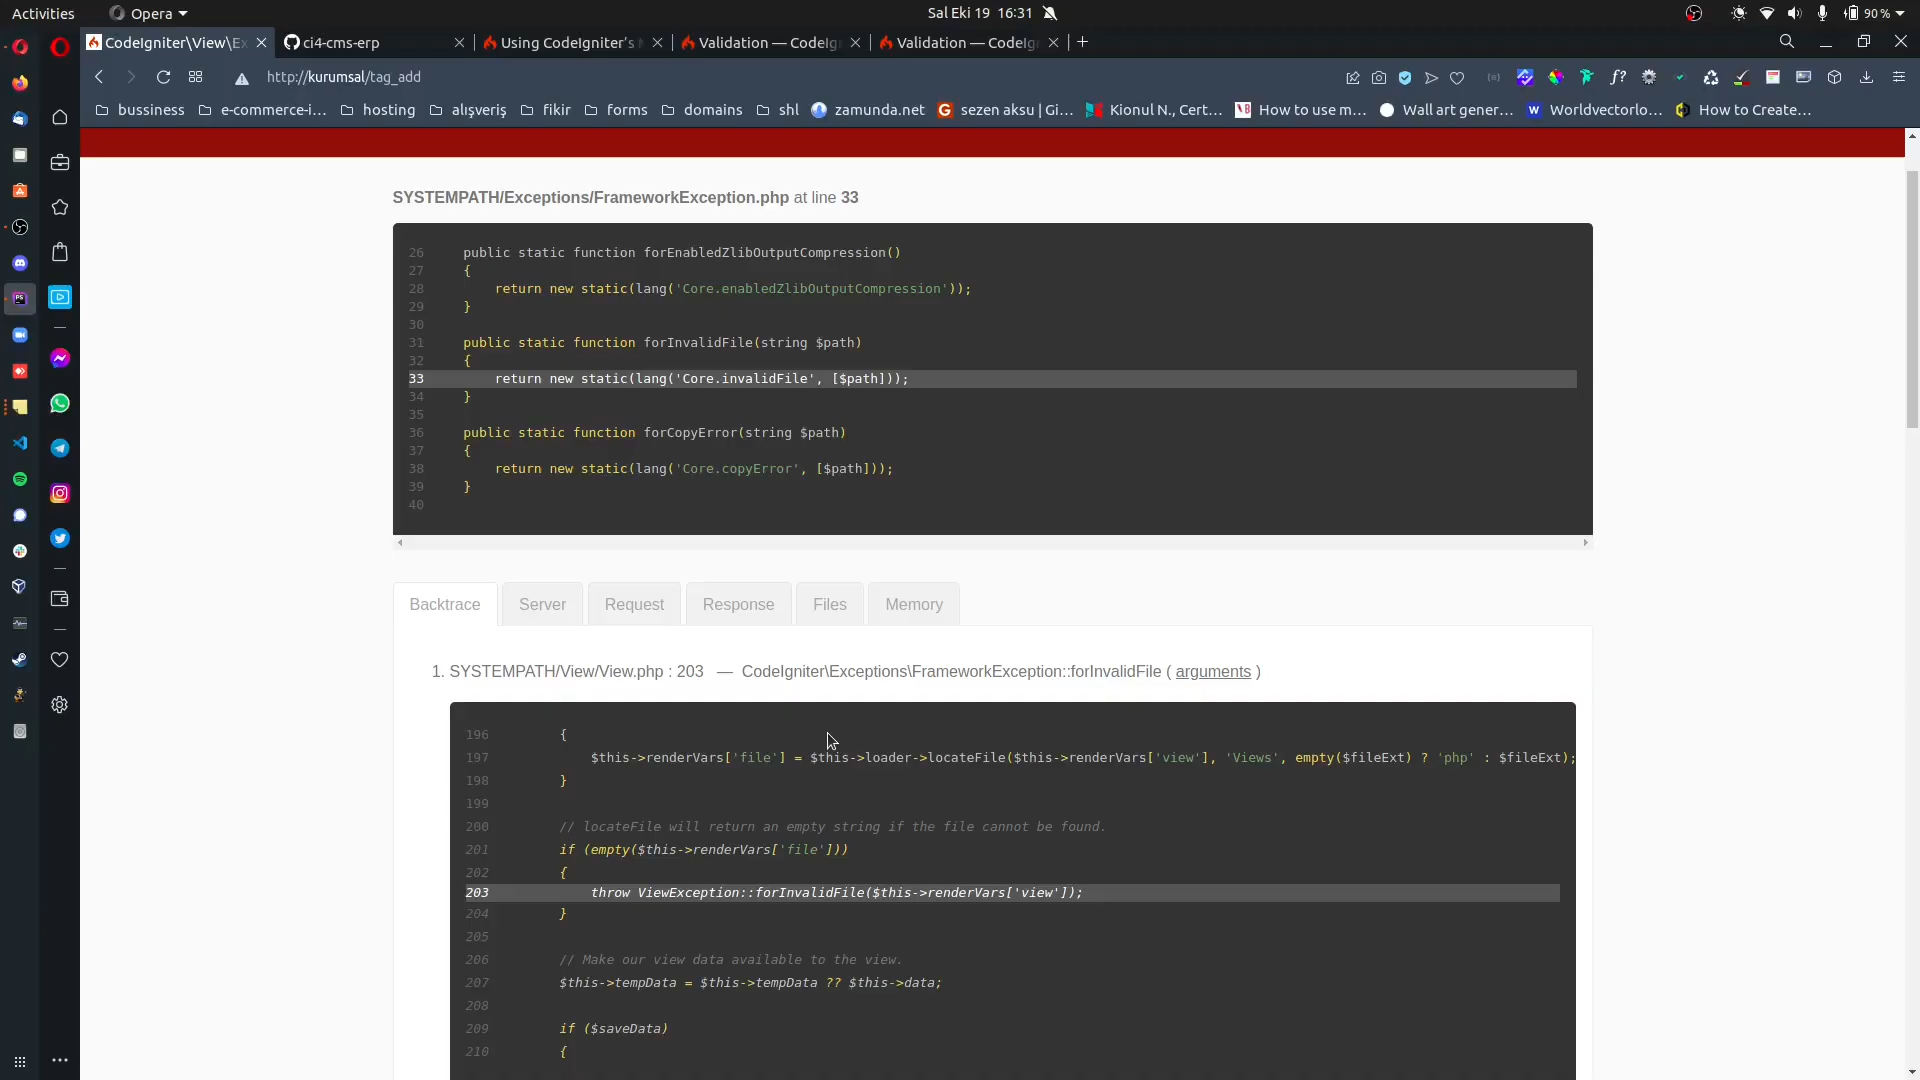 Activities
Opera
Sal Eki 19 16:31
90 %
CodeIgniter\View\Ex
ci4-cms-erp
Using CodeIgniter's
Validation — CodeIg
Validation — CodeIg
http://kurumsal/tag_add
bussiness
e-commerce-i...
hosting
alışveriş
fikir
forms
domains
shl
zamunda.net
sezen aksu | Gi...
Kionul N., Cert...
How to use m...
Wall art gener...
Worldvectorlo...
How to Create...
SYSTEMPATH/Exceptions/FrameworkException.php at line 33
26 public static function forEnabledZlibOutputCompression()
27 {
28 return new static(lang('Core.enabledZlibOutputCompression'));
29 }
30
31 public static function forInvalidFile(string $path)
32 {
33 return new static(lang('Core.invalidFile', [$path]));
34 }
35
36 public static function forCopyError(string $path)
37 {
38 return new static(lang('Core.copyError', [$path]));
39 }
40
Backtrace
Server
Request
Response
Files
Memory
1. SYSTEMPATH/View/View.php : 203 — CodeIgniter\Exceptions\FrameworkException::forInvalidFile ( arguments )
196 {
197 $this->renderVars['file'] = $this->loader->locateFile($this->renderVars['view'], 'Views', empty($fileExt) ? 'php' : $fileExt);
198 }
199
200 // locateFile will return an empty string if the file cannot be found.
201 if (empty($this->renderVars['file']))
202 {
203 throw ViewException::forInvalidFile($this->renderVars['view']);
204 }
205
206 // Make our view data available to the view.
207 $this->tempData = $this->tempData ?? $this->data;
208
209 if ($saveData)
210 {